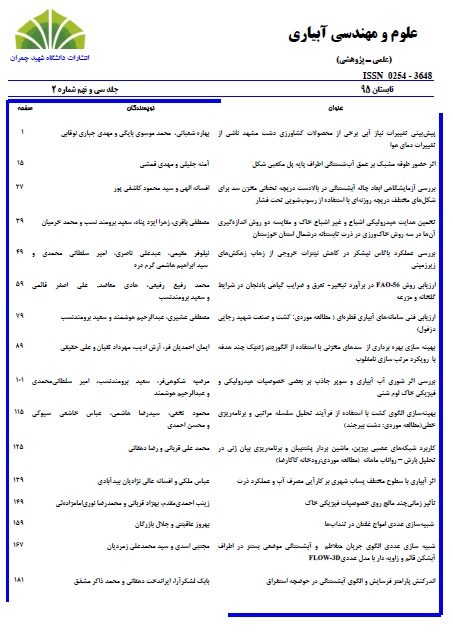 انتشارات دانشگاه شهید چمران
علوم و مهندسی آبیاری
(علمی – پژوهشی)
ISSN 0254 - 3648
تابستان ۹۵
جلد سی و نهم شماره ۲
عنوان نویسندگان صفحه
پیش‌بینی تغییرات نیاز آبی برخی از محصولات کشاورزی دشت مشهد ناشی از بهاره شعبانی، محمد موسوی بایگی و مهدی جباری نوقابی ۱
تغییرات دمای هوا
اثر حضور طوقه مشبک بر عمق آب‌شستگی اطراف پایه پل مکعبی شکل آمنه جلیلی و مهدی قمشی ۱۵
بررسی آزمایشگاهی ابعاد چاله آبشستگی در بالادست دریچه تحتانی مخزن سد برای افسانه الهی و سید محمود کاشفی پور ۲۷
شکل‌های مختلف دریچه روزنه‌ای با استفاده از رسوب‌شویی تحت فشار
تخمین هدایت هیدرولیکی اشباع و غیر اشباع خاک و مقایسه دو روش اندازه‌گیری مصطفی باقری، زهرا ایزد پناه، سعید برومند نسب و محمد خرمیان ۳۹
آن‌ها در سه روش خاک‌ورزی در ذرت تابستانه درشمال استان خوزستان
بررسی عملکرد باگاس نیشکر در کاهش نیترات خروجی از زهاب زهکش‌های نیلوفر مقیمی، عبدعلی ناصری، امیر سلطانی محمدی و ۴۹
زیرزمینی سید ابراهیم هاشمی گرم دره
ارزیابی روش FAO-56 در برآورد تبخیر- تعرق و ضرایب گیاهی بادنجان در شرایط محمد رفیع رفیعی، هادی معاضد، علی اصغر قائمی ۵۹
گلخانه و مزرعه و سعید برومندنسب
ارزیابی فنی سامانه‌های آبیاری قطره‌ای (مطالعه موردی: کشت و صنعت شهید رجایی مصطفی عشیری، عبدالرحیم هوشمند و سعید برومندنسب ۷۹
دزفول)
بهینه سازی بهره برداری از سدهای مخزنی با استفاده از الگوریتم ژنتیک چند هدفه ایمان احمدیان فر، آرش ادیب، مهرداد تقیان و علی حقیقی ۸۹
با رویکرد مرتب سازی نامغلوب
بررسی اثر شوری آب آبیاری و سوپر جاذب بر بعضی خصوصیات هیدرولیکی و مرضیه شکوهی‌فر، سعید برومندنسب، امیر سلطانی‌محمدی ۱۰۱
فیزیکی خاک لوم شنی و عبدالرحیم هوشمند
بهینه‌سازی الگوی کشت با استفاده از فرآیند تحلیل سلسله مراتبی و برنامه‌ریزی محمود نخعی، سیدرضا هاشمی، عباس خاشعی سیوکی ۱۱۵
خطی(مطالعه موردی: دشت بیرجند) و محسن احمدی
کاربرد شبکه‌های عصبی بیزین، ماشین بردار پشتیبان و برنامه‌ریزی بیان ژنی در محمد علی قربانی و رضا دهقانی ۱۲۵
تحلیل بارش – رواناب ماهانه (مطالعه موردی:رودخانه کاکارضا)
اثر آبیاری با سطوح مختلف پساب شهری بر کارآیی مصرف آب و عملکرد ذرت عباس ملکی و افسانه عالی نژادیان بیدآبادی ۱۳۹
تأثیر زمانی‌چند مالچ روی خصوصیات فیزیکی خاک زینب احمدی‌مقدم، بهزاد قربانی و محمدرضا نوری‌امامزاده‌ئی ۱۴۹
شبیه‌سازی عددی امواج غلتان در تنداب‌ها بهروز عاقبتی و جلال بازرگان ۱۵۹
شبیه سازی عددی الگوی جریان متلاطم و آبشستگی موضعی بستر در اطراف مجتبی اسدی و سید محمدعلی زمردیان ۱۶۷
آبشکن قائم و زاویه دار با مدل عددی FLOW-3D
اندرکنش پارامتر فرسایش و الگوی آبشستگی در حوضچه استغراق بابک لشکرآرا، ایراندخت دهقانی و محمد ذاکر مشفق ۱۸۱